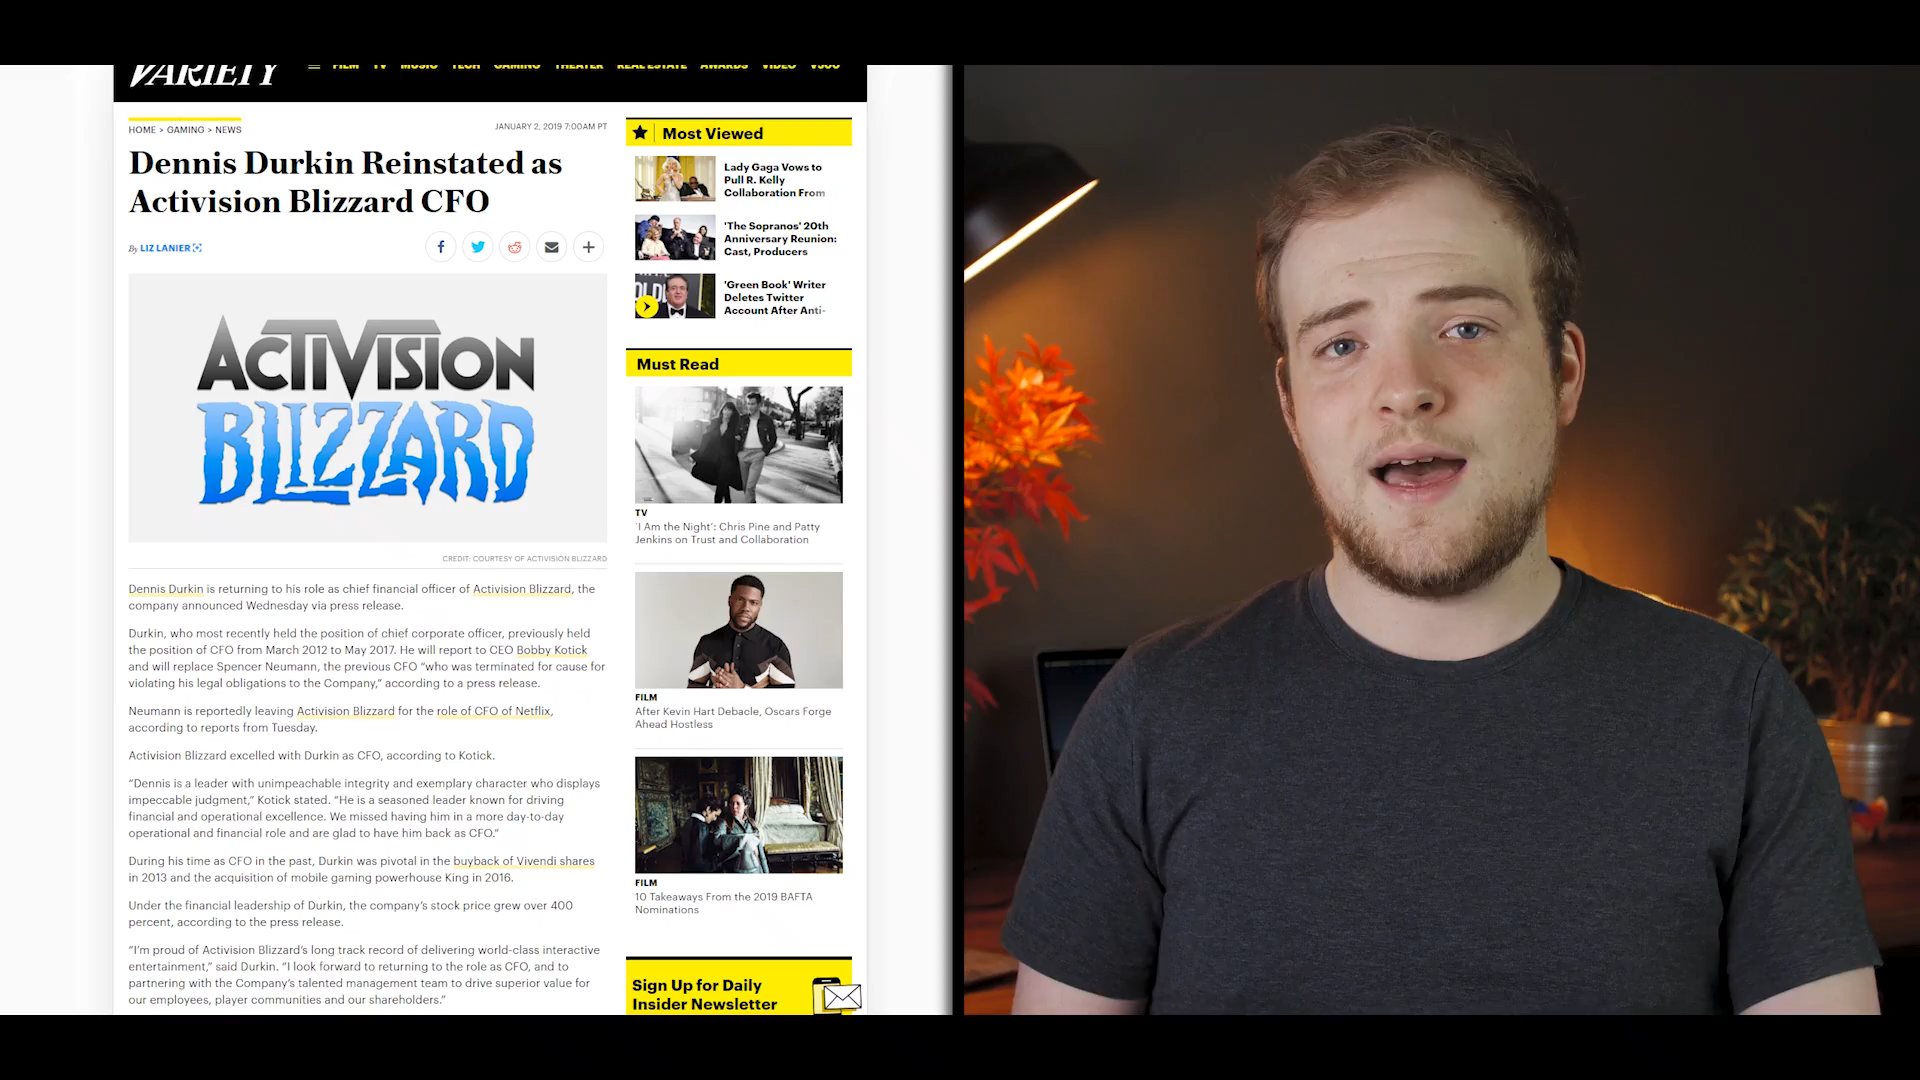 VARIETY
FILM TV MUSIC TECH GAMING THEATER REAL ESTATE AWARDS VIDEO V500
HOME > GAMING > NEWS
JANUARY 2, 2019 7:00AM PT
Dennis Durkin Reinstated as
Activision Blizzard CFO
By LIZ LANIER
ACTIVISION
BLIZZARD
CREDIT: COURTESY OF ACTIVISION BLIZZARD
Dennis Durkin is returning to his role as chief financial officer of Activision Blizzard, the
company announced Wednesday via press release.
Durkin, who most recently held the position of chief corporate officer, previously held
the position of CFO from March 2012 to May 2017. He will report to CEO Bobby Kotick
and will replace Spencer Neumann, the previous CFO “who was terminated for cause for
violating his legal obligations to the Company,” according to a press release.
Neumann is reportedly leaving Activision Blizzard for the role of CFO of Netflix,
according to reports from Tuesday.
Activision Blizzard excelled with Durkin as CFO, according to Kotick.
“Dennis is a leader with unimpeachable integrity and exemplary character who displays
impeccable judgment,” Kotick stated. “He is a seasoned leader known for driving
financial and operational excellence. We missed having him in a more day-to-day
operational and financial role and are glad to have him back as CFO.”
During his time as CFO in the past, Durkin was pivotal in the buyback of Vivendi shares
in 2013 and the acquisition of mobile gaming powerhouse King in 2016.
Under the financial leadership of Durkin, the company’s stock price grew over 400
percent, according to the press release.
“I’m proud of Activision Blizzard’s long track record of delivering world-class interactive
entertainment,” said Durkin. “I look forward to returning to the role as CFO, and to
partnering with the Company’s talented management team to drive superior value for
our employees, player communities and our shareholders.”
Most Viewed
Lady Gaga Vows to
Pull R. Kelly
Collaboration From
'The Sopranos' 20th
Anniversary Reunion:
Cast, Producers
'Green Book' Writer
Deletes Twitter
Account After Anti-
Must Read
TV
'I Am the Night': Chris Pine and Patty
Jenkins on Trust and Collaboration
FILM
After Kevin Hart Debacle, Oscars Forge
Ahead Hostless
FILM
10 Takeaways From the 2019 BAFTA
Nominations
Sign Up for Daily
Insider Newsletter